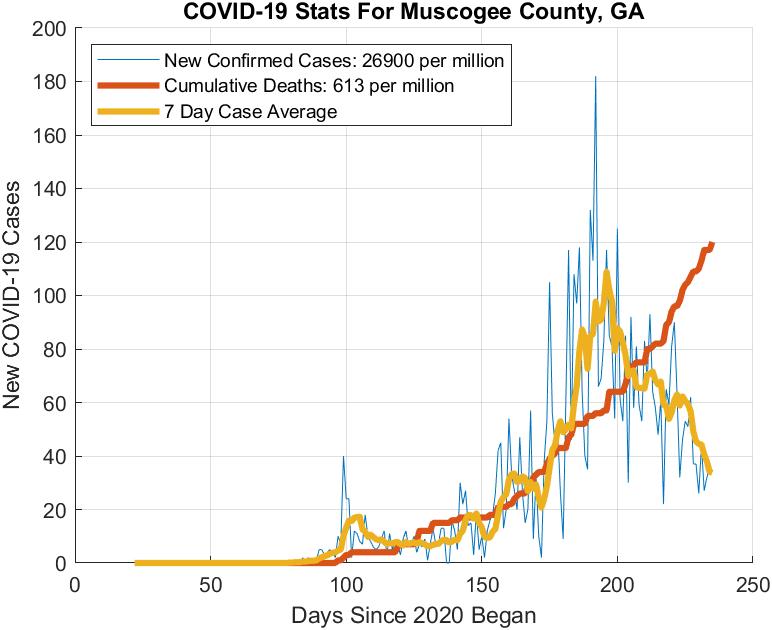 COVID-19 Stats For Muscogee County, GA
New Confirmed Cases: 26900 per million
Cumulative Deaths: 613 per million
7 Day Case Average
New COVID-19 Cases
200
180
160
140
120
100
80
60
40
20
0
0 50 100 150 200 250
Days Since 2020 Began